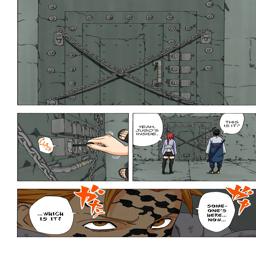 YEAH,
JUGO'S
INSIDE.
THIS
IS IT?
...WHICH
IS IT?
SOME-
ONE'S
HERE...
NOW...